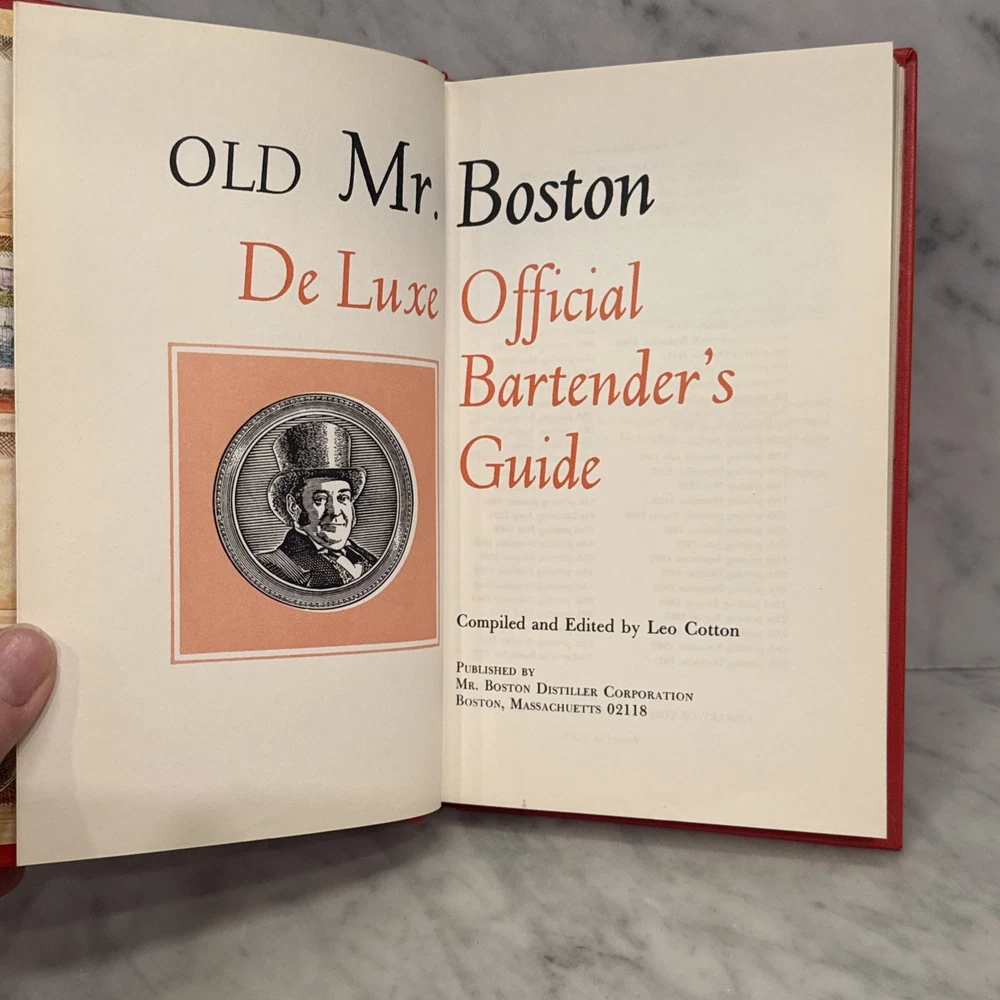 OLD Mr. Boston
De Luxe Official
Bartender's
Guide
Compiled and Edited by Leo Cotton
PUBLISHED BY
MR. BOSTON DISTILLER CORPORATION
BOSTON, MASSACHUETTS 02118